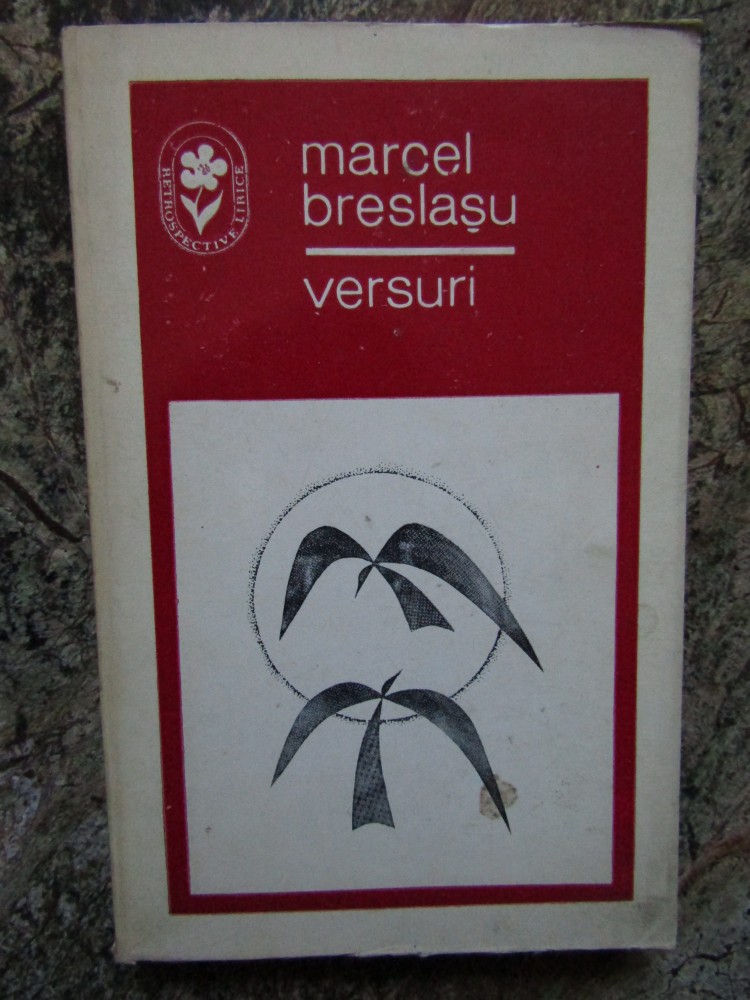 RETROSPECTIVE LIRICE
marcel
breslașu
versuri